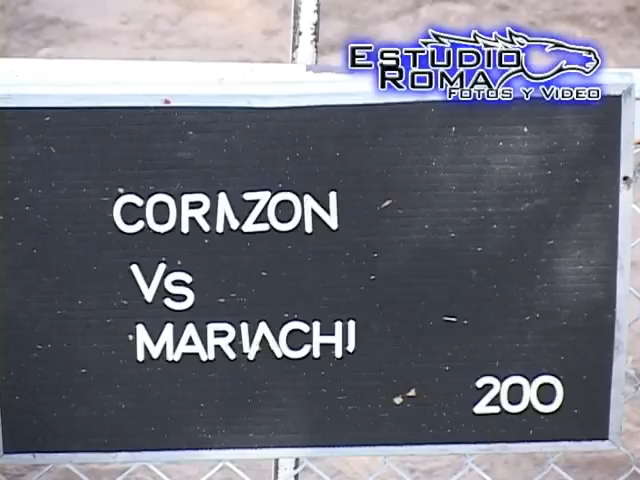 ESTUDIO
ROMA
FOTOS Y VIDEO
CORAZON
Vs
MARIACHI
200